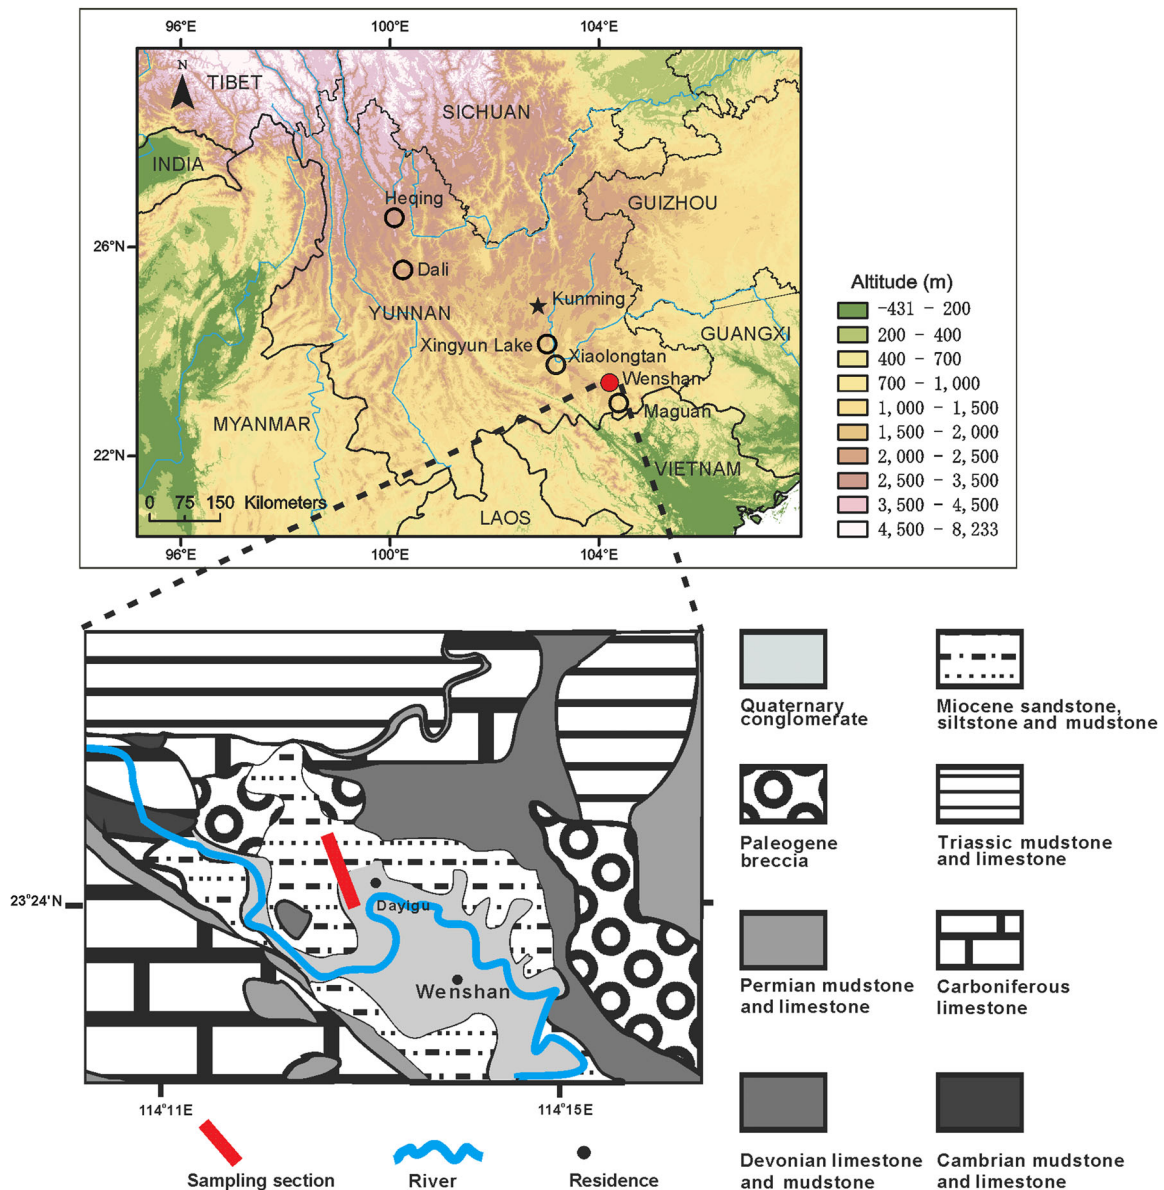 96°E
100°E
104°E
N
TIBET
SICHUAN
INDIA
GUIZHOU
Heqing
26°N
Dali
Kunming
YUNNAN
GUANGXI
Xingyun Lake
Xiaolongtan
Wenshan
Maguan
MYANMAR
22°N
VIETNAM
0 75 150 Kilometers
LAOS
96°E
100°E
104°E
Altitude (m)
-431 - 200
200 - 400
400 - 700
700 - 1,000
1,000 - 1,500
1,500 - 2,000
2,000 - 2,500
2,500 - 3,500
3,500 - 4,500
4,500 - 8,233
23°24'N
Dayigu
Wenshan
114°11E
114°15E
Quaternary
conglomerate
Miocene sandstone,
siltstone and mudstone
Paleogene
breccia
Triassic mudstone
and limestone
Permian mudstone
and limestone
Carboniferous
limestone
Devonian limestone
and mudstone
Cambrian mudstone
and limestone
Sampling section
River
Residence